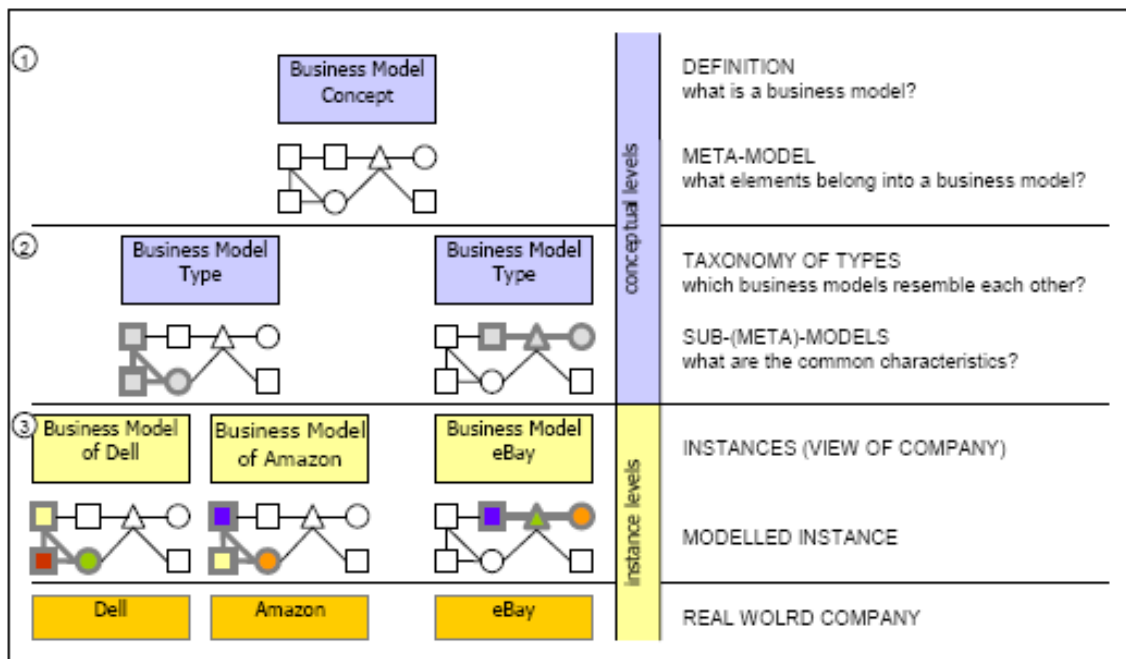 ①
Business Model
Concept
DEFINITION
what is a business model?
META-MODEL
what elements belong into a business model?
conceptual levels
②
Business Model
Type
Business Model
Type
TAXONOMY OF TYPES
which business models resemble each other?
SUB-(META)-MODELS
what are the common characteristics?
③
Business Model
of Dell
Business Model
of Amazon
Business Model
eBay
INSTANCES (VIEW OF COMPANY)
MODELLED INSTANCE
instance levels
Dell
Amazon
eBay
REAL WOLRD COMPANY